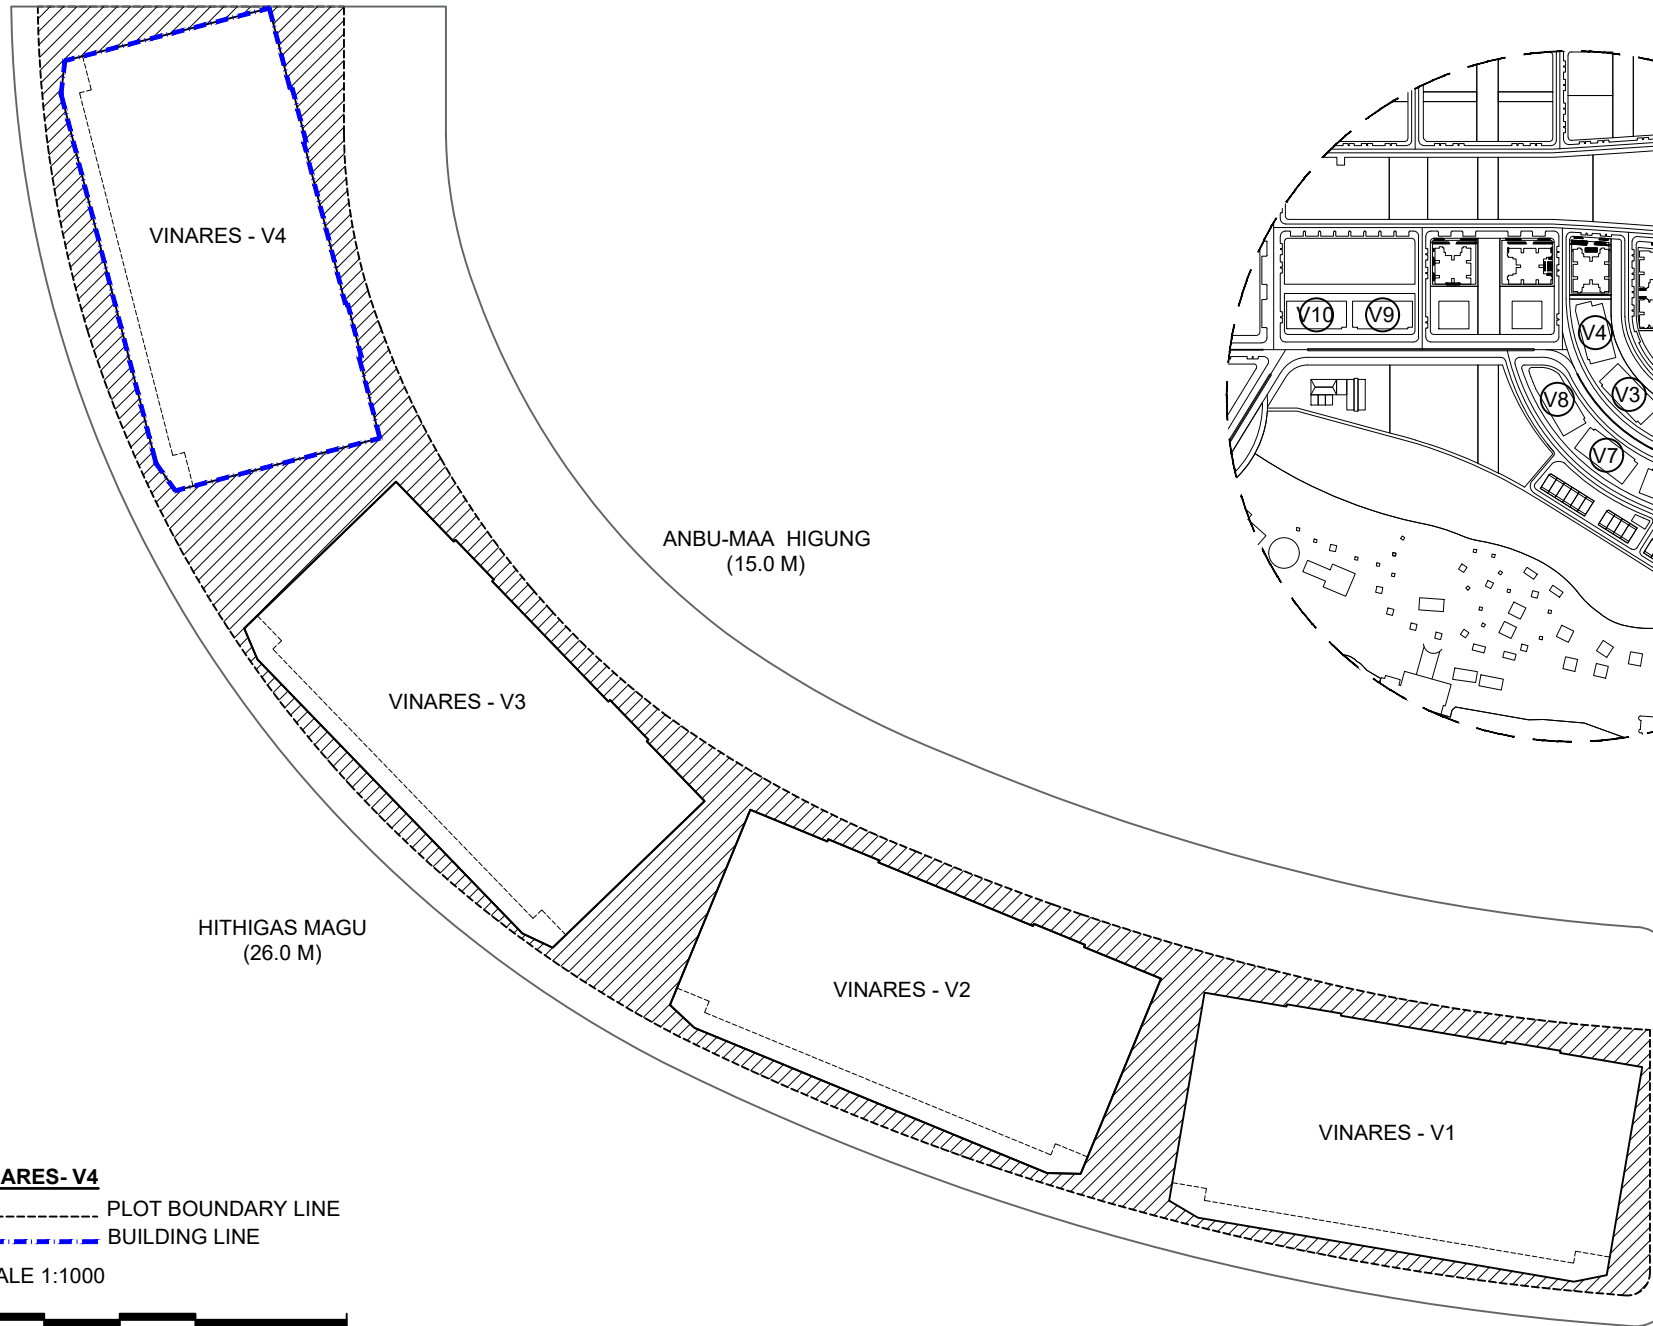 VINARES - V4
V10
V9
V4
V3
V8
V7
ANBU-MAA HIGUNG
(15.0 M)
VINARES - V3
HITHIGAS MAGU
(26.0 M)
VINARES - V2
VINARES - V1
ARES- V4
PLOT BOUNDARY LINE
BUILDING LINE
ALE 1:1000